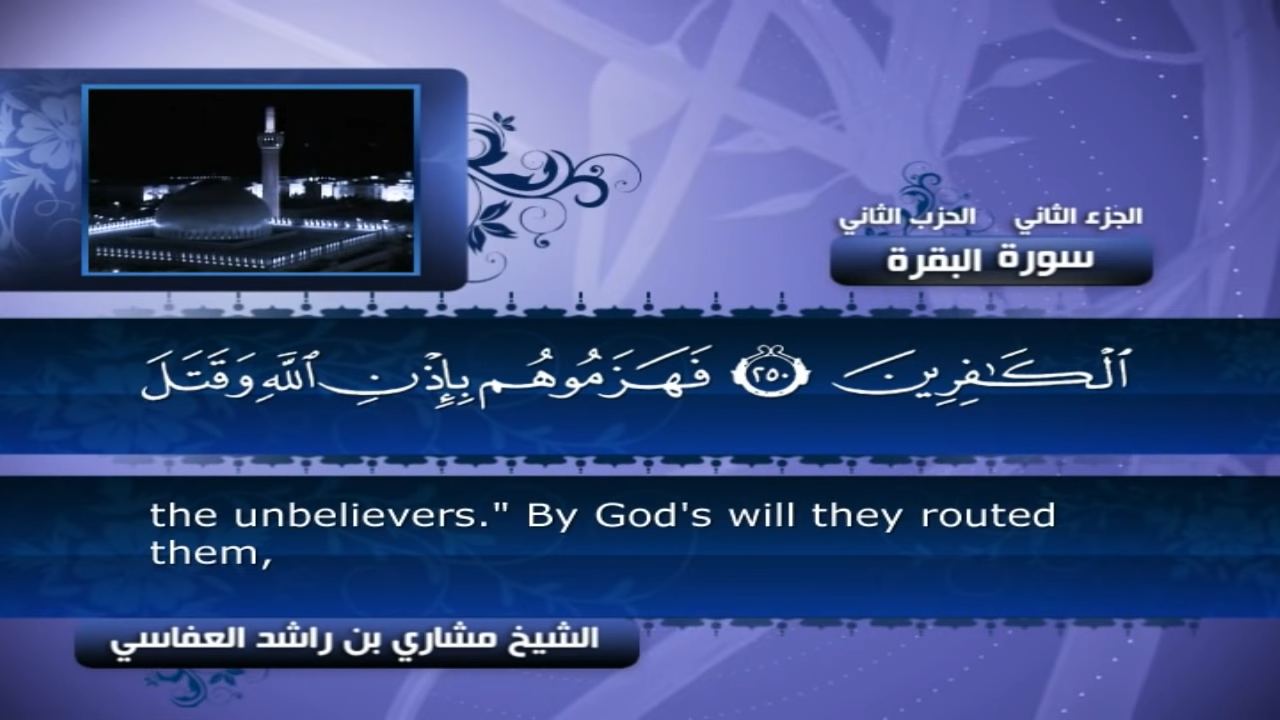 الجزء الثاني الحزب الثاني
سورة البقرة
ٱلْكَـٰفِرِينَ ٢٥٠ فَهَزَمُوهُم بِإِذْنِ ٱللَّهِ وَقَتَلَ
the unbelievers." By God's will they routed
them,
الشيخ مشاري بن راشد العفاسي